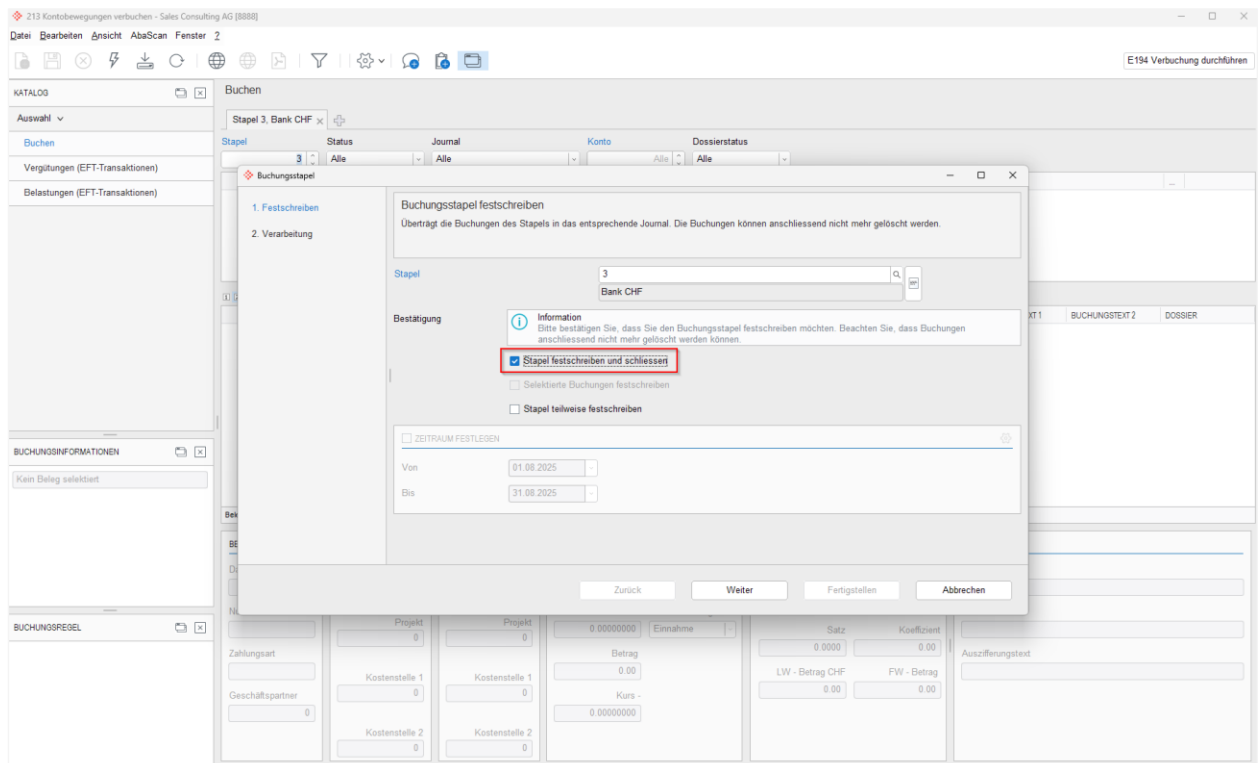 213 Kontobewegungen verbuchen - Sales Consulting AG [8888]
Datei Bearbeiten Ansicht AbaScan Fenster ?
E194 Verbuchung durchführen
KATALOG
Auswahl
Buchen
Vergütungen (EFT-Transaktionen)
Belastungen (EFT-Transaktionen)
Buchen
Stapel 3, Bank CHF
Stapel Status Journal Konto Dossierstatus
3 Alle Alle Alle Alle
Buchungsstapel
1. Festschreiben
2. Verarbeitung
Buchungsstapel festschreiben
Überträgt die Buchungen des Stapels in das entsprechende Journal. Die Buchungen können anschliessend nicht mehr gelöscht werden.
Stapel 3
Bank CHF
Bestätigung
Information
Bitte bestätigen Sie, dass Sie den Buchungsstapel festschreiben möchten. Beachten Sie, dass Buchungen
anschliessend nicht mehr gelöscht werden können.
Stapel festschreiben und schliessen
Selektierte Buchungen festschreiben
Stapel teilweise festschreiben
ZEITRAUM FESTLEGEN
Von 01.08.2025
Bis 31.08.2025
Zurück Weiter Fertigstellen Abbrechen
BUCHUNGSTEXT 2 DOSSIER
BUCHUNGSINFORMATIONEN
Kein Beleg selektiert
BUCHUNGSREGEL
Projekt Projekt
0 0 0.00000000 Einnahme
Satz Koeffizient
0.0000 0.00
Zahlungsart Betrag Auszifferungstext
0.00
Kostenstelle 1 Kostenstelle 1 LW - Betrag CHF FW - Betrag
0 0 0.00 0.00
Geschäftspartner Kurs -
0 0.00000000
Kostenstelle 2 Kostenstelle 2
0 0